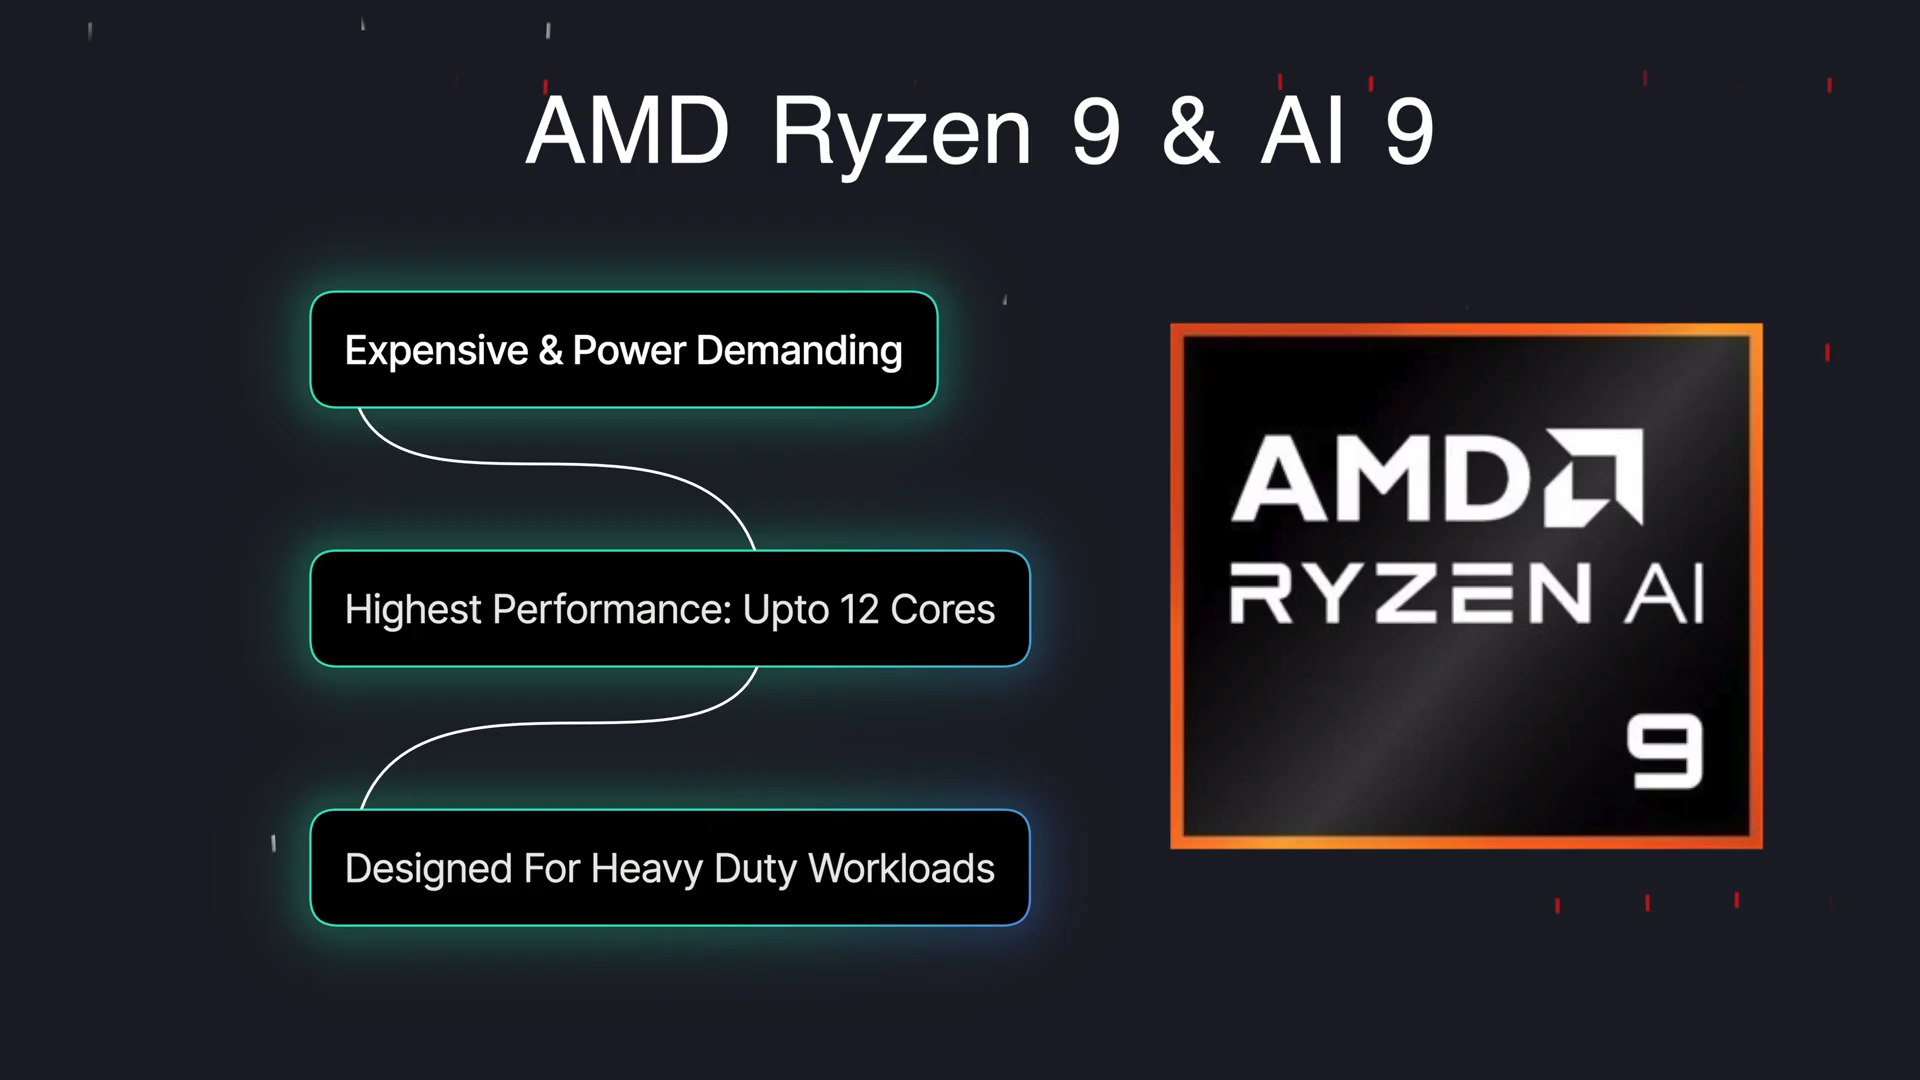 AMD Ryzen 9 & AI 9
Expensive & Power Demanding
Highest Performance: Upto 12 Cores
Designed For Heavy Duty Workloads
AMD
RYZEN AI
9